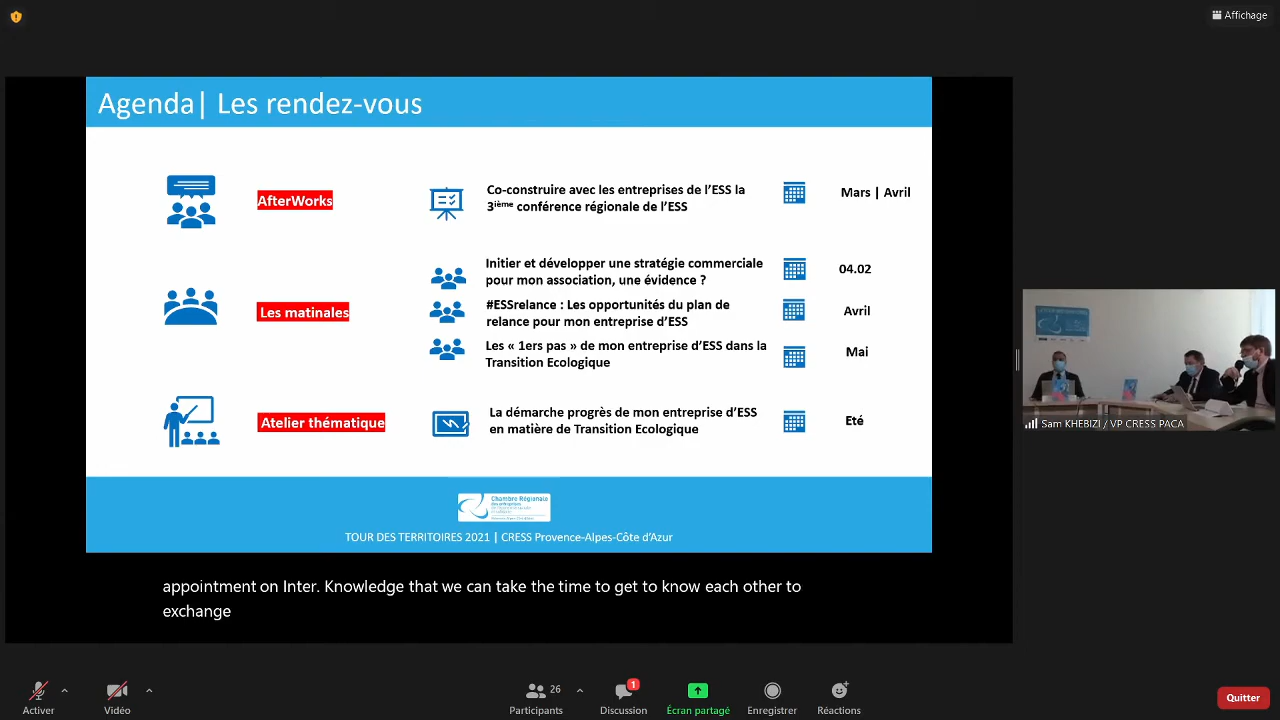 Affichage
Agenda| Les rendez-vous
AfterWorks
Co-construire avec les entreprises de l'ESS la
3ième conférence régionale de l'ESS
Mars | Avril
Les matinales
Initier et développer une stratégie commerciale
pour mon association, une évidence ?
04.02
#ESSrelance : Les opportunités du plan de
relance pour mon entreprise d'ESS
Avril
Les « 1ers pas » de mon entreprise d'ESS dans la
Transition Ecologique
Mai
Atelier thématique
La démarche progrès de mon entreprise d'ESS
en matière de Transition Ecologique
Eté
Chambre Régionale
TOUR DES TERRITOIRES 2021 | CRESS Provence-Alpes-Côte d'Azur
Sam KHEBIZI / VP CRESS PACA
appointment on Inter. Knowledge that we can take the time to get to know each other to
exchange
Activer
Vidéo
26
Participants
1
Discussion
Écran partagé
Enregistrer
Réactions
Quitter